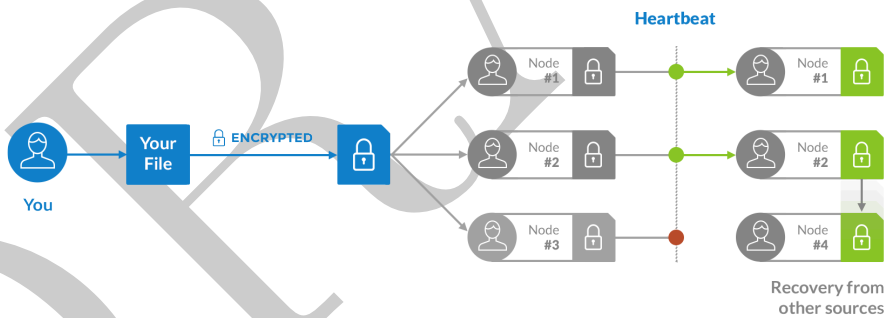 Heartbeat
Node
#1
Node
#1
Your
File
ENCRYPTED
Node
#2
Node
#2
You
Node
#3
Node
#4
Recovery from
other sources